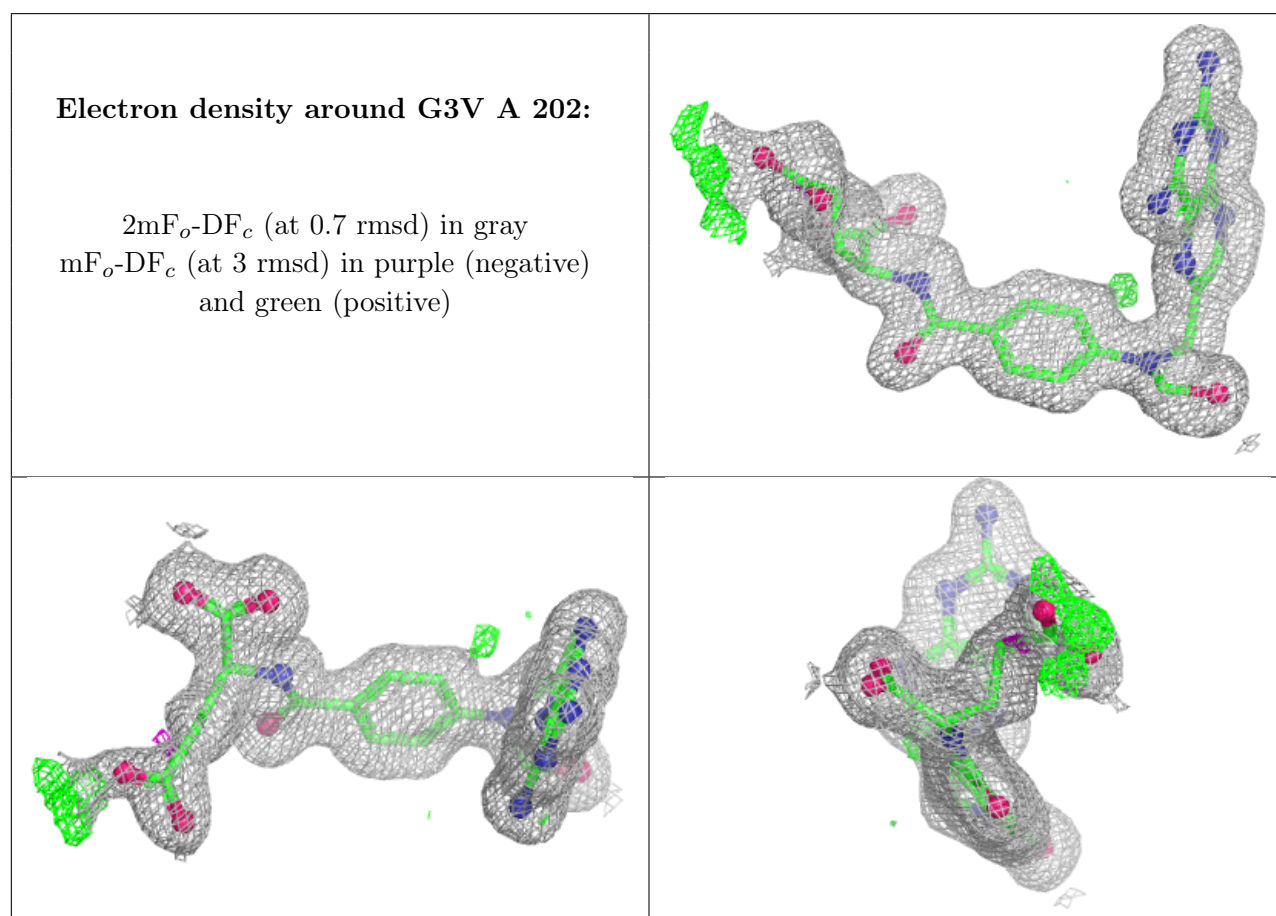 Electron density around G3V A 202:
2mFo-DFc (at 0.7 rmsd) in gray
mFo-DFc (at 3 rmsd) in purple (negative)
and green (positive)